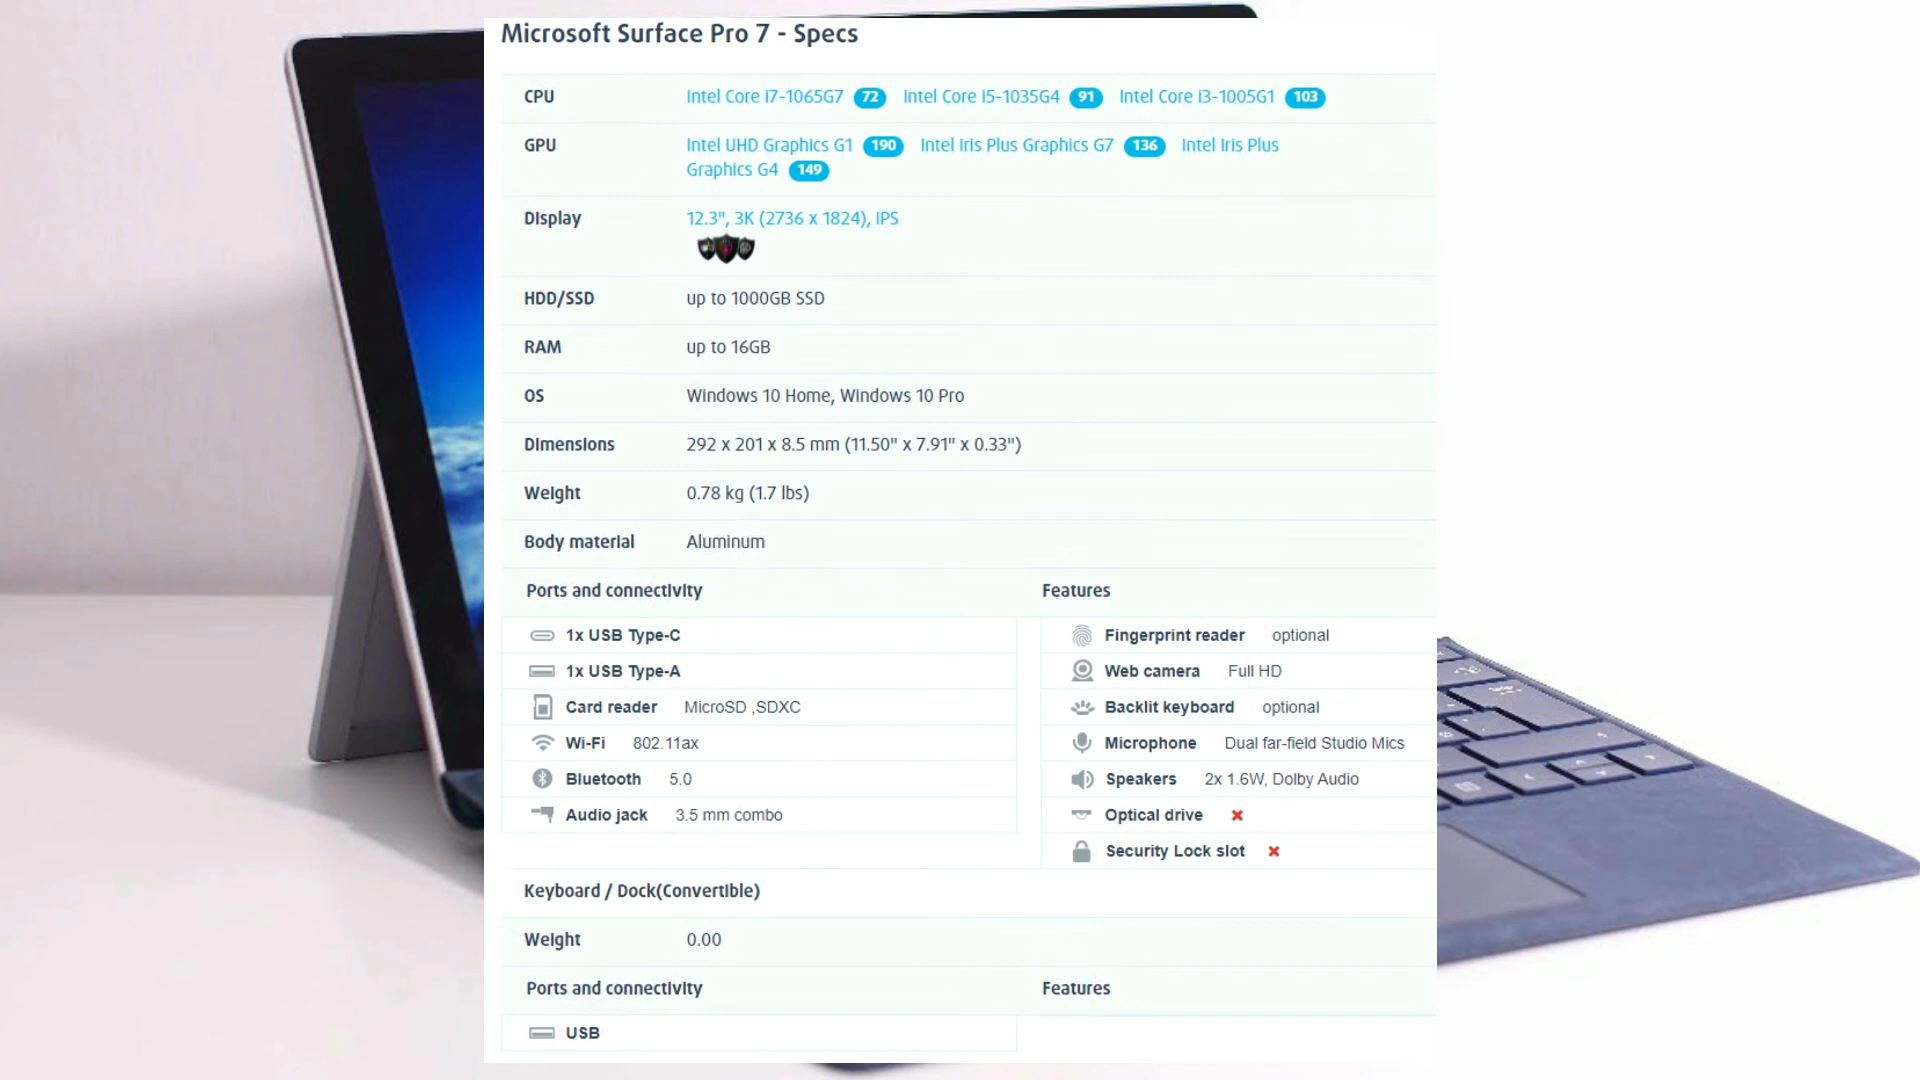 Microsoft Surface Pro 7 - Specs
CPU Intel Core i7-1065G7 72 Intel Core i5-1035G4 91 Intel Core i3-1005G1 103
GPU Intel UHD Graphics G1 190 Intel Iris Plus Graphics G7 136 Intel Iris Plus
Graphics G4 149
Display 12.3", 3K (2736 x 1824), IPS
HDD/SSD up to 1000GB SSD
RAM up to 16GB
OS Windows 10 Home, Windows 10 Pro
Dimensions 292 x 201 x 8.5 mm (11.50" x 7.91" x 0.33")
Weight 0.78 kg (1.7 lbs)
Body material Aluminum
Ports and connectivity
1x USB Type-C
1x USB Type-A
Card reader MicroSD ,SDXC
Wi-Fi 802.11ax
Bluetooth 5.0
Audio jack 3.5 mm combo
Features
Fingerprint reader optional
Web camera Full HD
Backlit keyboard optional
Microphone Dual far-field Studio Mics
Speakers 2x 1.6W, Dolby Audio
Optical drive ✖
Security Lock slot ✖
Keyboard / Dock(Convertible)
Weight 0.00
Ports and connectivity
USB
Features